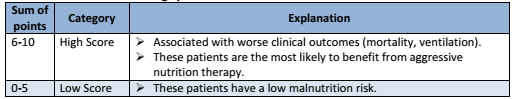 Sum of points Category Explanation
6-10 High Score ➢ Associated with worse clinical outcomes (mortality, ventilation).
➢ These patients are the most likely to benefit from aggressive
nutrition therapy.
0-5 Low Score ➢ These patients have a low malnutrition risk.